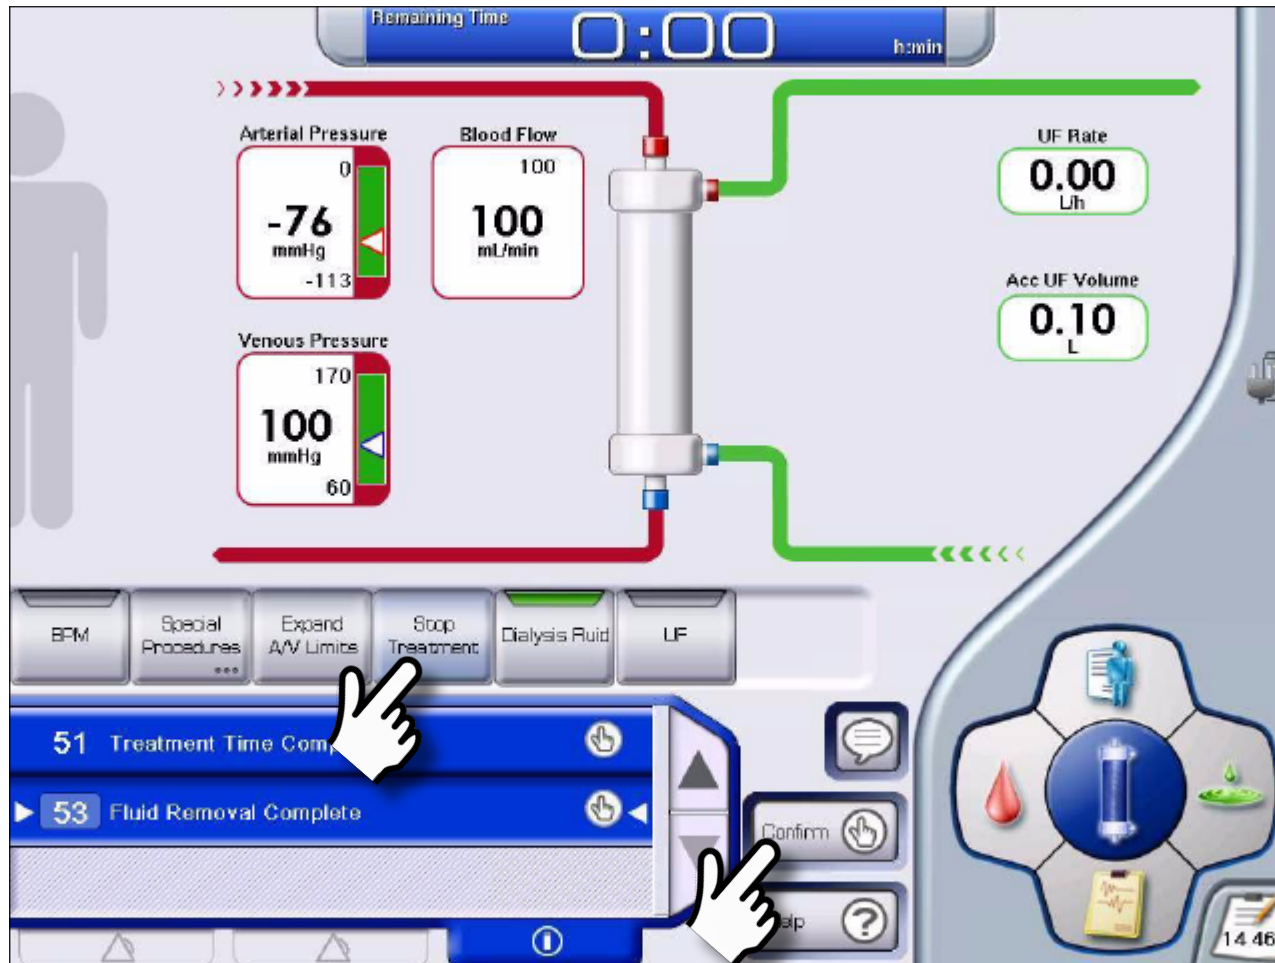 Remaining Time
0:00
h:min
Arterial Pressure
0
-76
mmHg
-113
Blood Flow
100
100
mL/min
UF Rate
0.00
L/h
Acc UF Volume
0.10
L
Venous Pressure
170
100
mmHg
60
BPM
Special
Procedures
Expand
A/V Limits
Stop
Treatment
Dialysis Fluid
UF
51 Treatment Time
53 Fluid Removal Complete
Confirm
14 46